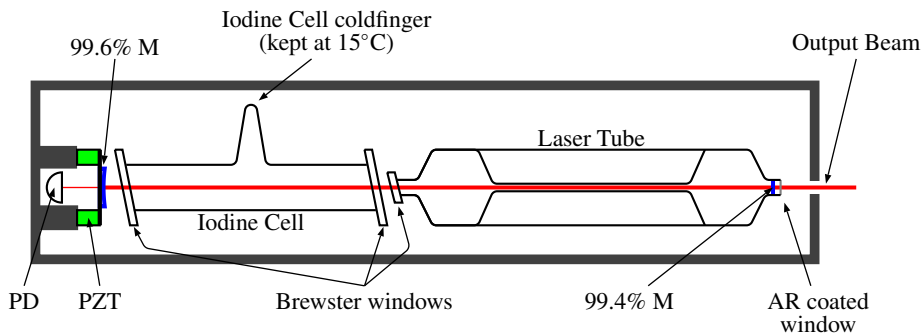 Iodine Cell coldfinger
(kept at 15°C)
99.6% M
Output Beam
Laser Tube
Iodine Cell
PD
PZT
Brewster windows
99.4% M
AR coated
window